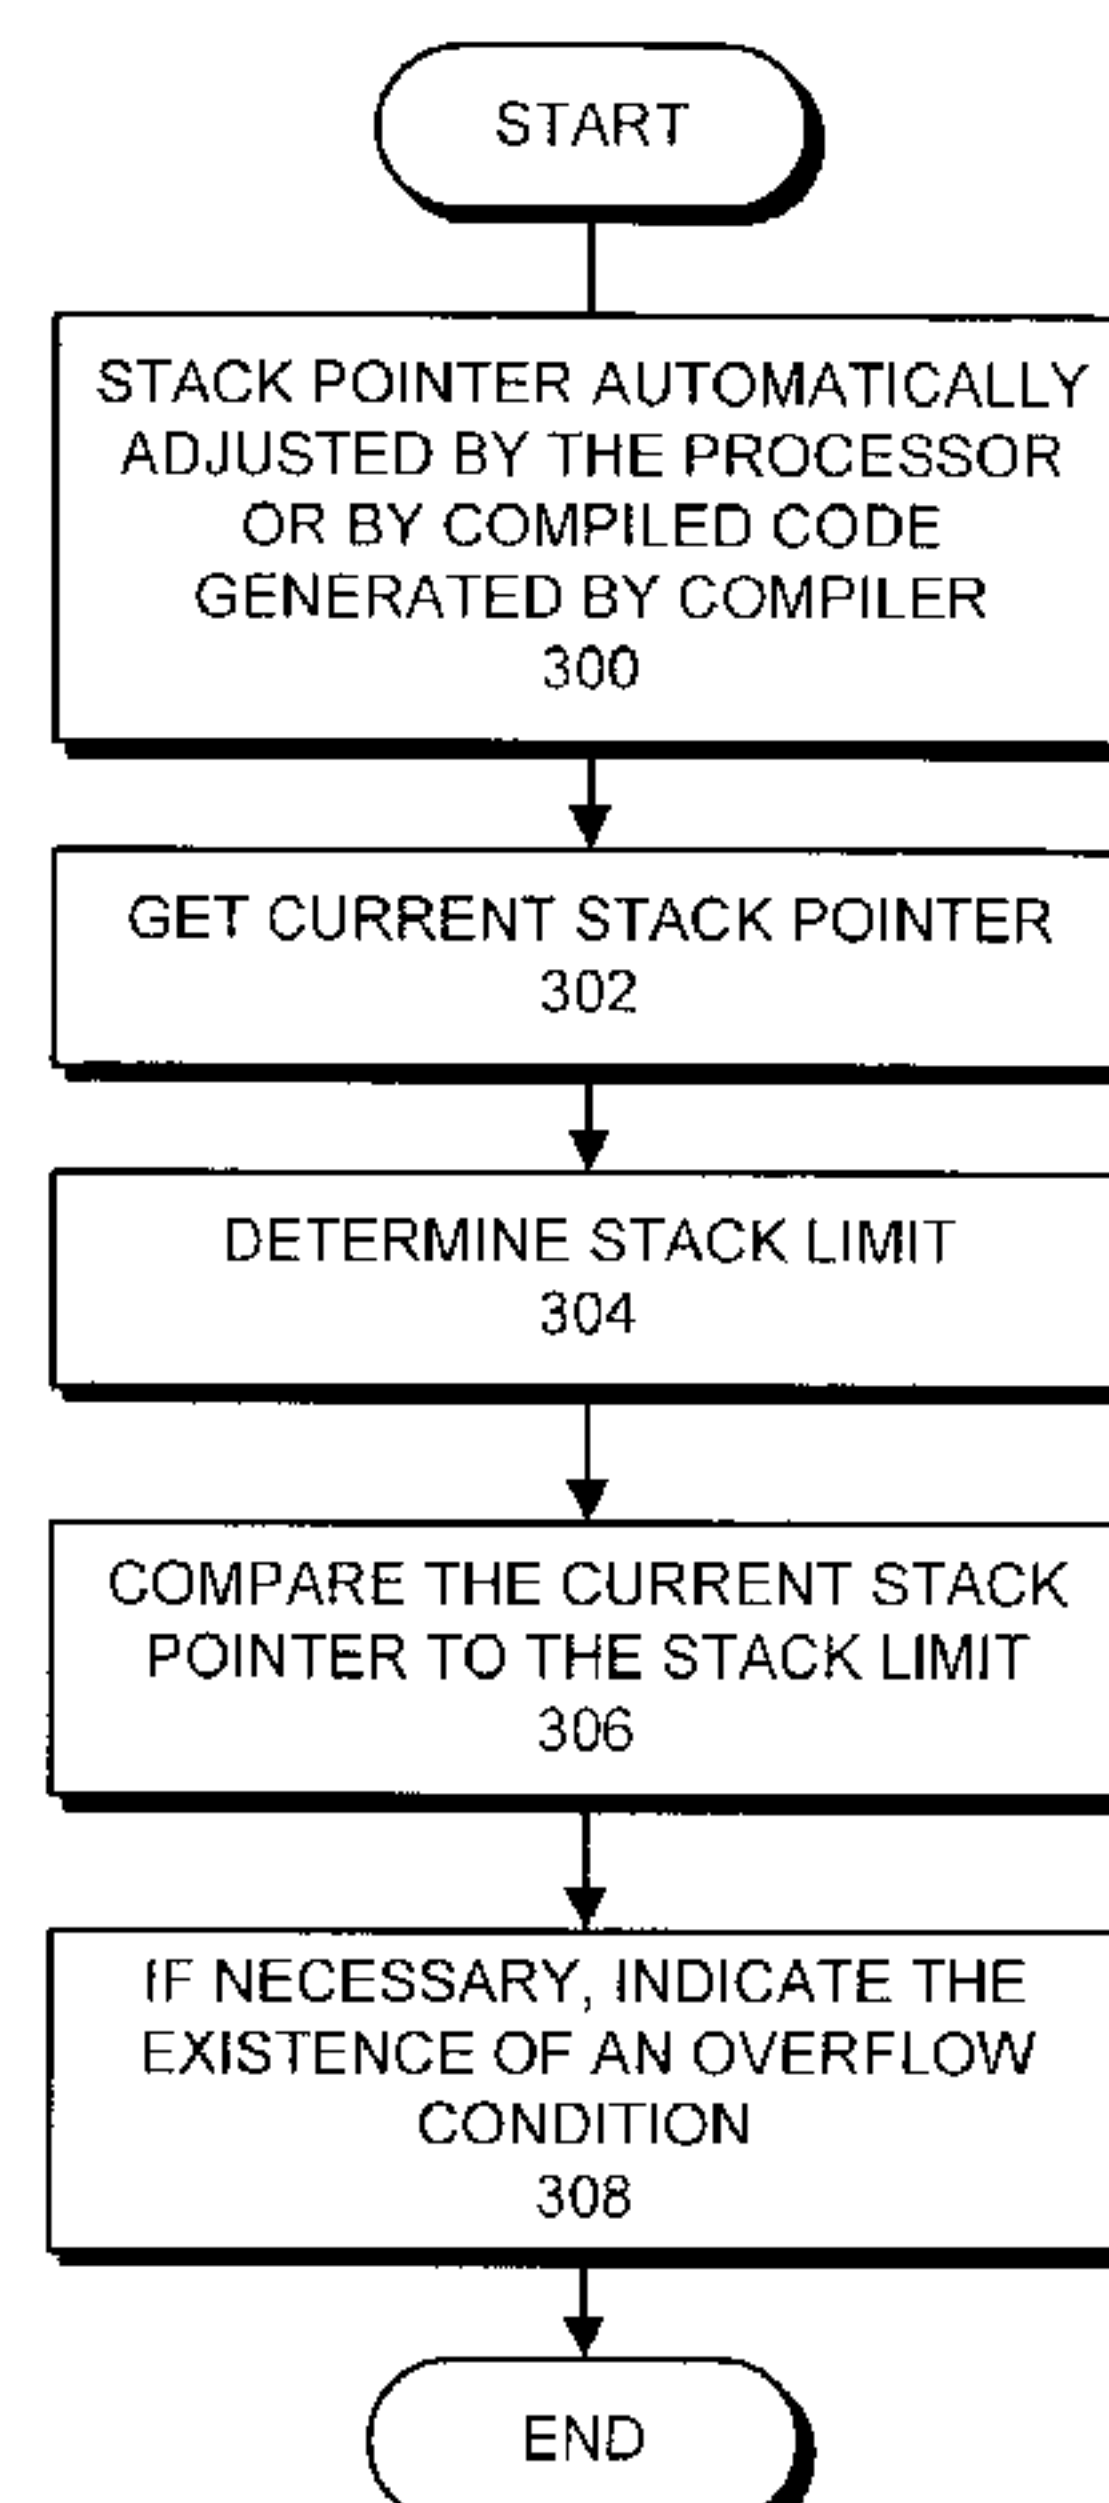 START
STACK POINTER AUTOMATICALLY
ADJUSTED BY THE PROCESSOR
OR BY COMPILED CODE
GENERATED BY COMPILER
300
GET CURRENT STACK POINTER
302
DETERMINE STACK LIMIT
304
COMPARE THE CURRENT STACK
POINTER TO THE STACK LIMIT
306
IF NECESSARY, INDICATE THE
EXISTENCE OF AN OVERFLOW
CONDITION
308
END